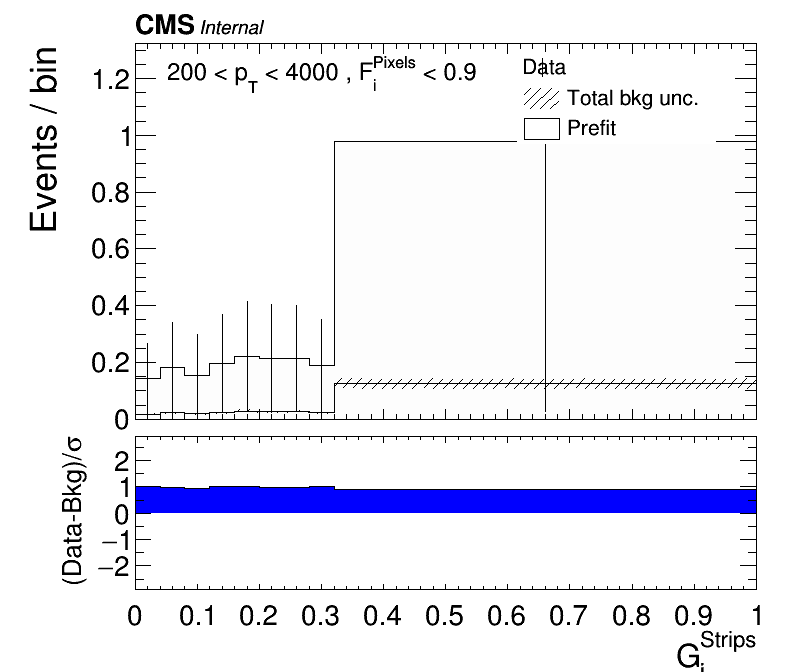 CMS Internal
200 < p_T < 4000 , F_i^Pixels < 0.9
Data
Total bkg unc.
Prefit
Events / bin
1.2
1
0.8
0.6
0.4
0.2
0
(Data-Bkg)/σ
2
1
0
−1
−2
0 0.1 0.2 0.3 0.4 0.5 0.6 0.7 0.8 0.9 1
G_i^Strips